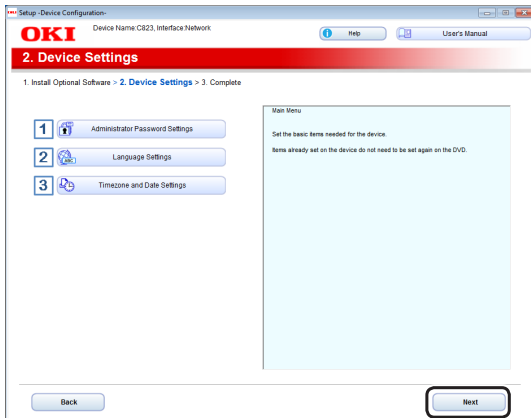 Setup -Device Configuration-
OKI
Device Name:C823, Interface:Network
Help
User's Manual
2. Device Settings
1. Install Optional Software > 2. Device Settings > 3. Complete
1 Administrator Password Settings
2 ABC Language Settings
3 Timezone and Date Settings
Main Menu
Set the basic items needed for the device.
Items already set on the device do not need to be set again on the DVD.
Back
Next